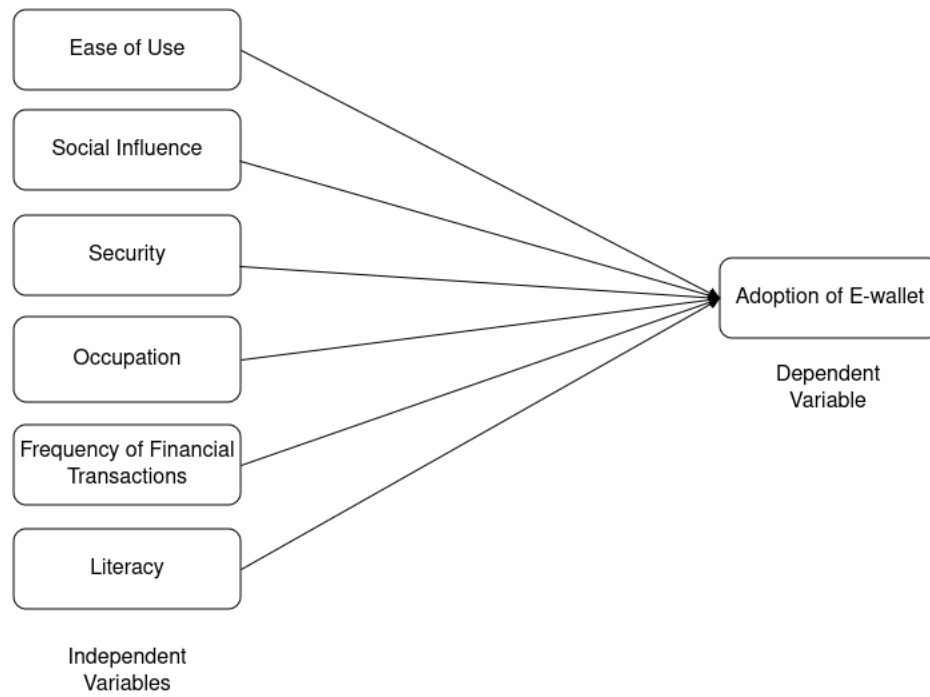 Ease of Use
Social Influence
Security
Occupation
Frequency of Financial
Transactions
Literacy
Independent
Variables
Adoption of E-wallet
Dependent
Variable